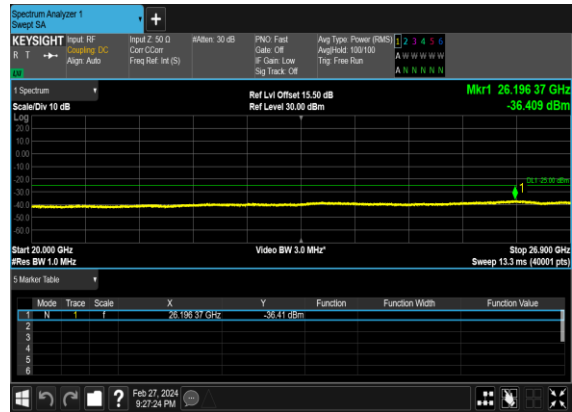 Spectrum Analyzer 1
Swept SA
KEYSIGHT Input: RF Input Z: 50 Ω #Atten: 30 dB PNO: Fast Avg Type: Power (RMS) 1 2 3 4 5 6
R T Coupling: DC Corr CCorr Gate: Off Avg|Hold: 100/100 A W W W W W
Align: Auto Freq Ref: Int (S) IF Gain: Low Trig: Free Run
Sig Track: Off A N N N N N
1 Spectrum
Ref Lvl Offset 15.50 dB Mkr1 26.196 37 GHz
Scale/Div 10 dB Ref Level 30.00 dBm -36.409 dBm
Log
20.0
10.0
0.00
-10.0
-20.0
DL1 -25.00 dBm
1
-30.0
-40.0
-50.0
-60.0
Start 20.000 GHz Video BW 3.0 MHz* Stop 26.900 GHz
#Res BW 1.0 MHz Sweep 13.3 ms (40001 pts)
5 Marker Table
Mode Trace Scale X Y Function Function Width Function Value
1 N 1 f 26.196 37 GHz -36.41 dBm
2
3
4
5
6
? Feb 27, 2024
9:27:24 PM